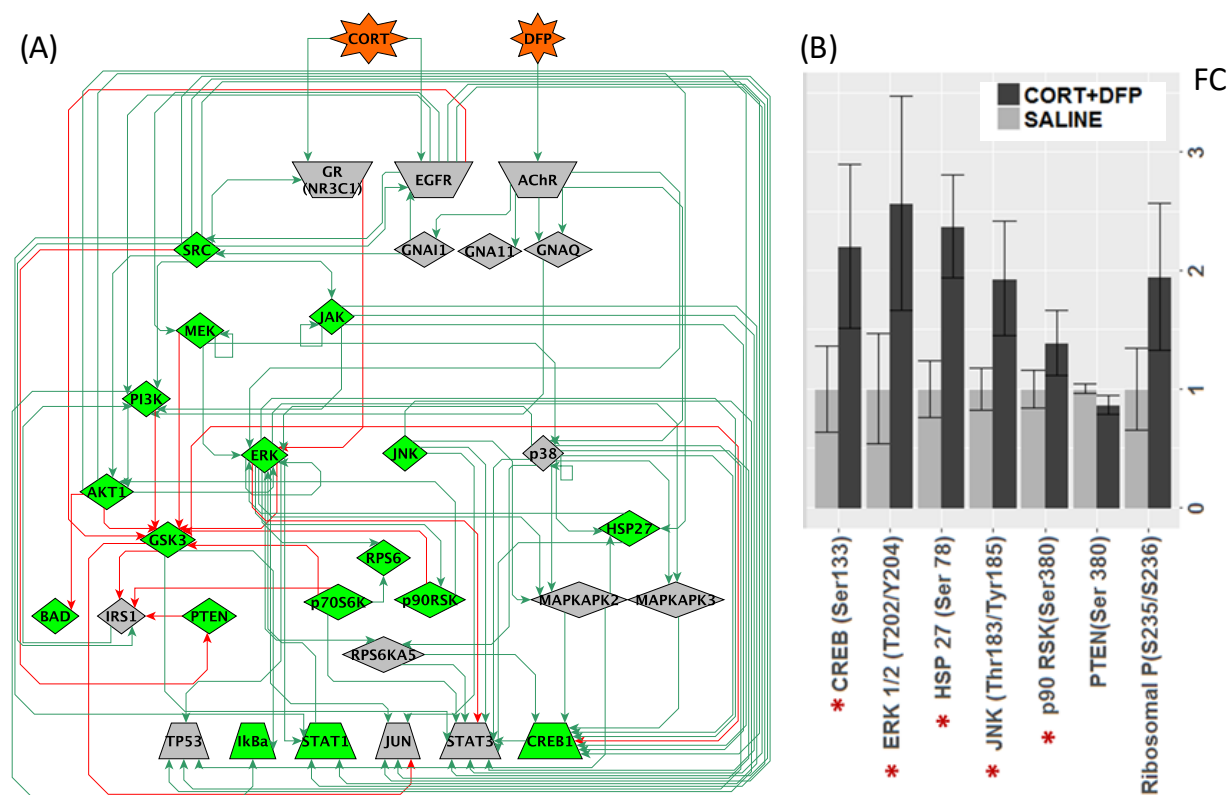 (A)
CORT
DFP
GR
(NR3C1)
EGFR
AChR
SRC
GNAI1
GNA11
GNAQ
JAK
MEK
PI3K
ERK
JNK
p38
AKT1
HSP27
GSK3
RPS6
BAD
IRS1
PTEN
p70S6K
p90RSK
MAPKAPK2
MAPKAPK3
RPS6KA5
TP53
IkBa
STAT1
JUN
STAT3
CREB1
(B)
FC
CORT+DFP
SALINE
3
2
1
0
* CREB (Ser133)
* ERK 1/2 (T202/Y204)
* HSP 27 (Ser 78)
* JNK (Thr183/Tyr185)
* p90 RSK(Ser380)
PTEN(Ser 380)
Ribosomal P(S235/S236)